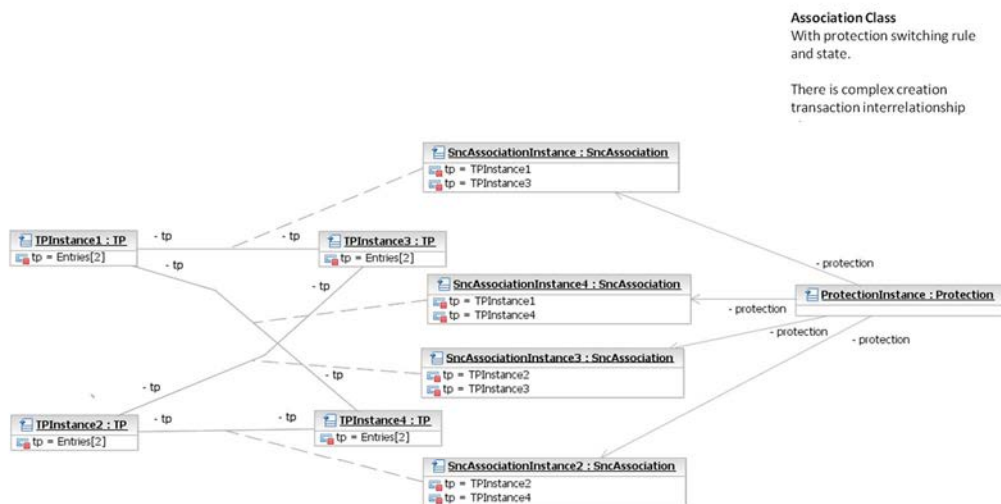 Association Class
With protection switching rule
and state.
There is complex creation
transaction interrelationship
SncAssociationInstance : SncAssociation
tp = TPInstance1
tp = TPInstance3
TPInstance1 : TP
tp = Entries[2]
- tp
- tp
- tp
TPInstance3 : TP
tp = Entries[2]
- tp
- protection
SncAssociationInstance4 : SncAssociation
tp = TPInstance1
tp = TPInstance4
- protection
ProtectionInstance : Protection
- protection
- protection
SncAssociationInstance3 : SncAssociation
tp = TPInstance2
tp = TPInstance3
- tp
- tp
TPInstance2 : TP
tp = Entries[2]
- tp
- tp
TPInstance4 : TP
tp = Entries[2]
SncAssociationInstance2 : SncAssociation
tp = TPInstance2
tp = TPInstance4